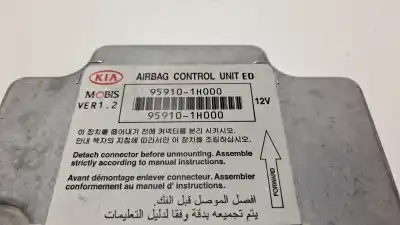 KIA AIRBAG CONTROL UNIT ED
MOBIS 95910-1H000
VER1.2 12V
95910-1H000
이 장치를 떼어내기 전에 커넥터를 분리 시키시오.
안내 책자의 지침에 따라서만 이 장치를 조립하십시오.
Detach connector before unmounting. Assemble
strictly according to manual instructions.
Avant démontage enlever connecteur. Assembler
conformement au manuel d' instructions.
FORWARD
افصل الموصل قبل الفك.
يتم تجميعه بدقة وفقا لدليل التعليمات